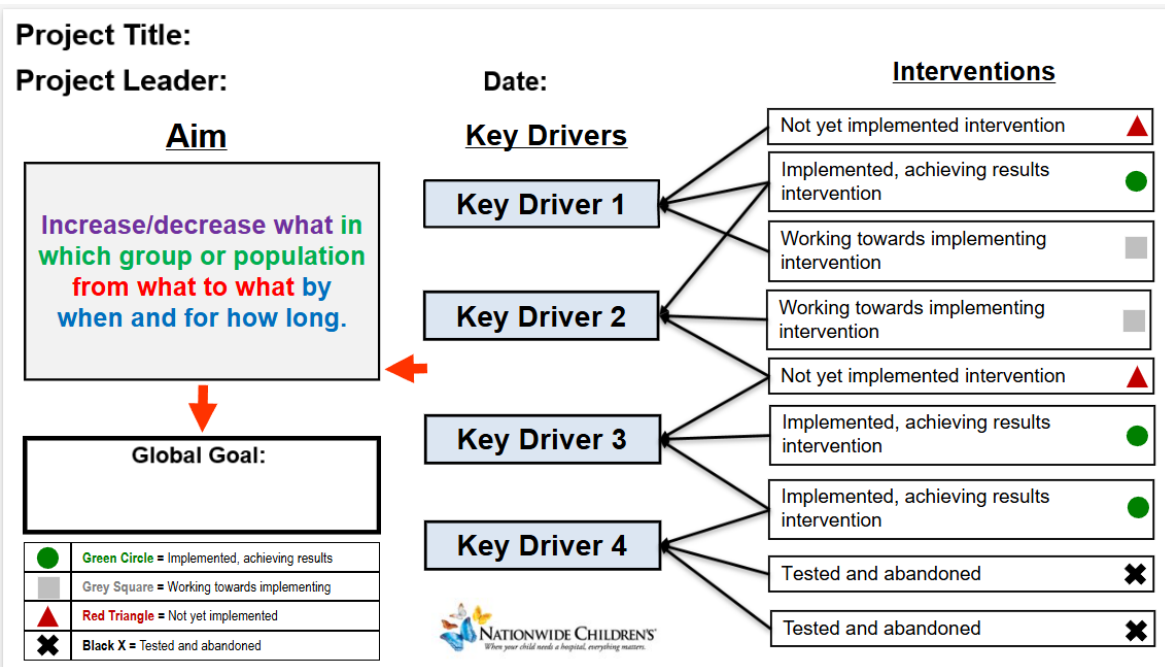 Project Title:
Project Leader:
Date:
Interventions
Aim
Key Drivers
Increase/decrease what in
which group or population
from what to what by
when and for how long.
Global Goal:
Green Circle = Implemented, achieving results
Grey Square = Working towards implementing
Red Triangle = Not yet implemented
Black X = Tested and abandoned
Key Driver 1
Key Driver 2
Key Driver 3
Key Driver 4
NATIONWIDE CHILDREN'S
When your child needs a hospital, everything matters.
Not yet implemented intervention
Implemented, achieving results
intervention
Working towards implementing
intervention
Working towards implementing
intervention
Not yet implemented intervention
Implemented, achieving results
intervention
Implemented, achieving results
intervention
Tested and abandoned
Tested and abandoned